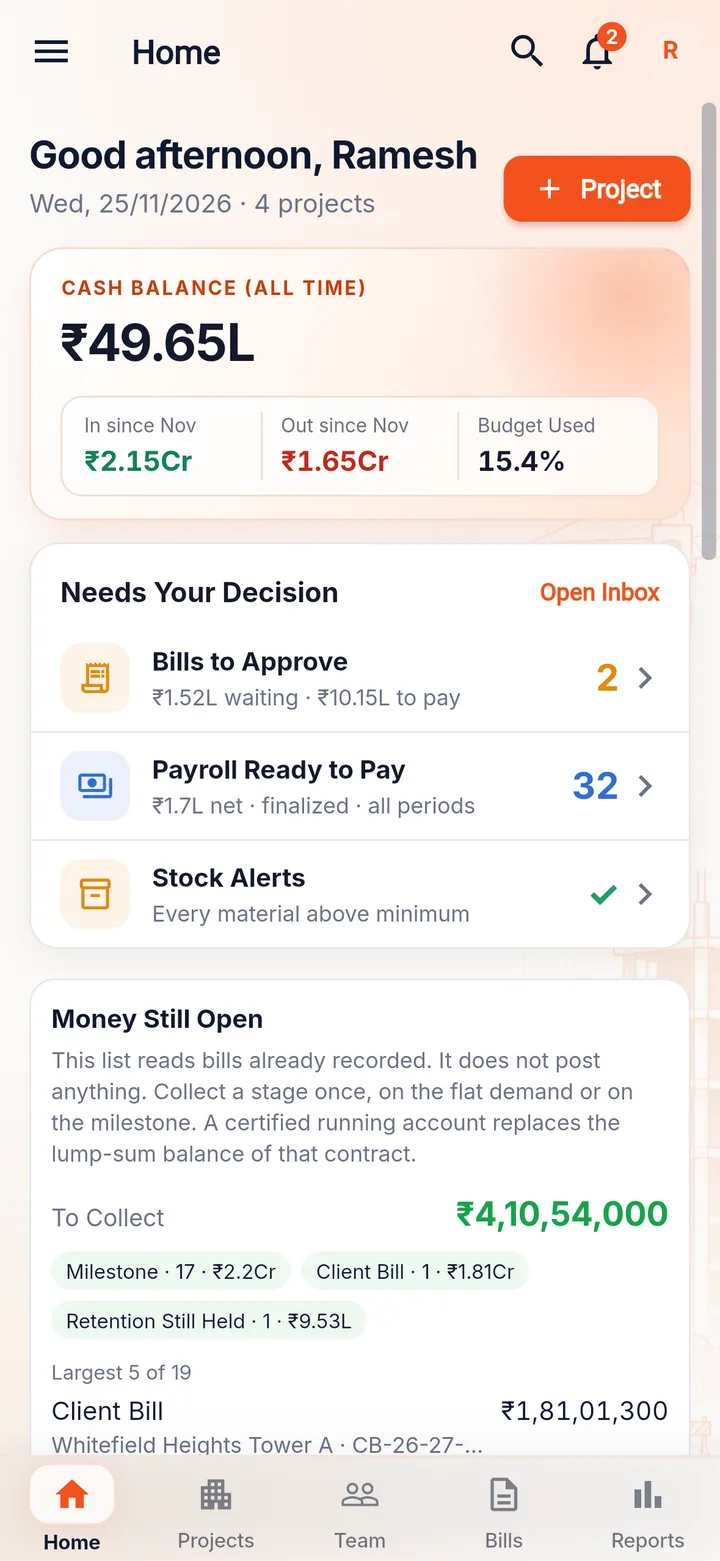 Home
2
R
Good afternoon, Ramesh
Wed, 25/11/2026 · 4 projects
+ Project
CASH BALANCE (ALL TIME)
₹49.65L
In since Nov
₹2.15Cr
Out since Nov
₹1.65Cr
Budget Used
15.4%
Needs Your Decision
Open Inbox
Bills to Approve
₹1.52L waiting · ₹10.15L to pay
2
Payroll Ready to Pay
₹1.7L net · finalized · all periods
32
Stock Alerts
Every material above minimum
Money Still Open
This list reads bills already recorded. It does not post
anything. Collect a stage once, on the flat demand or on
the milestone. A certified running account replaces the
lump-sum balance of that contract.
To Collect
₹4,10,54,000
Milestone · 17 · ₹2.2Cr
Client Bill · 1 · ₹1.81Cr
Retention Still Held · 1 · ₹9.53L
Largest 5 of 19
Client Bill
₹1,81,01,300
Whitefield Heights Tower A · CB-26-27-...
Home
Projects
Team
Bills
Reports